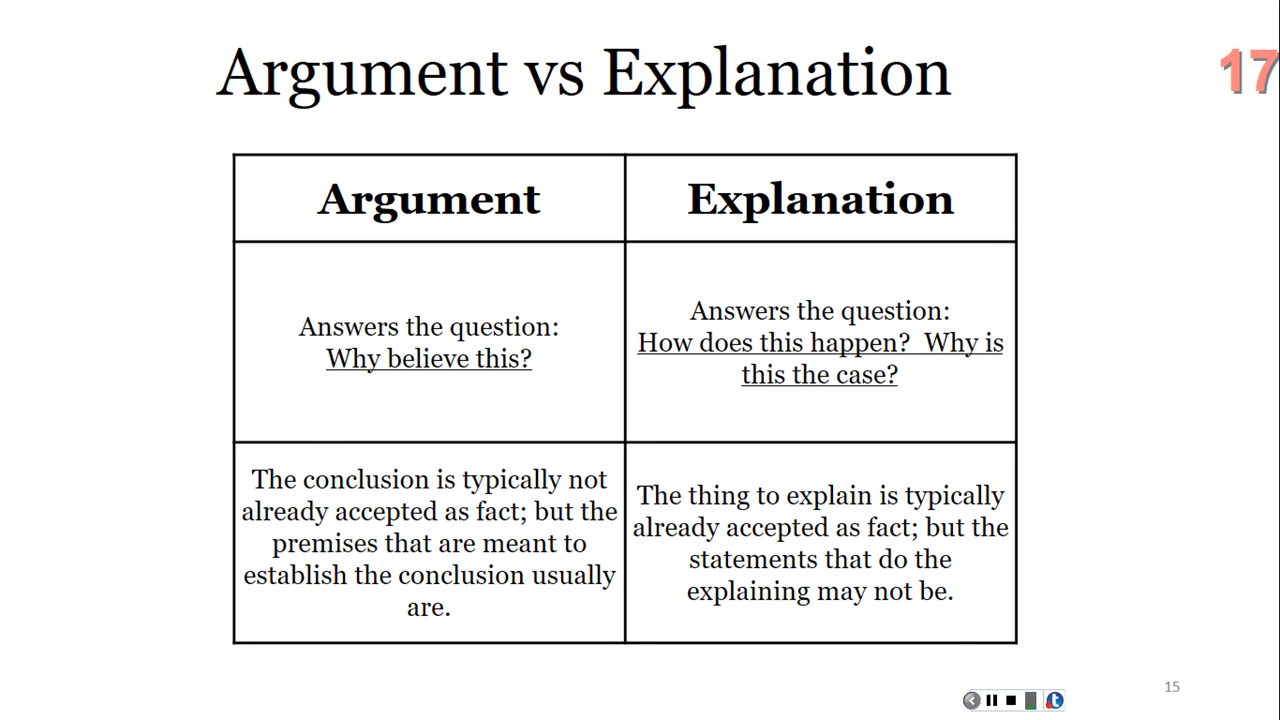 Argument vs Explanation
17
Argument
Explanation
Answers the question:
Why believe this?
Answers the question:
How does this happen?  Why is
this the case?
The conclusion is typically not
already accepted as fact; but the
premises that are meant to
establish the conclusion usually
are.
The thing to explain is typically
already accepted as fact; but the
statements that do the
explaining may not be.
15
t